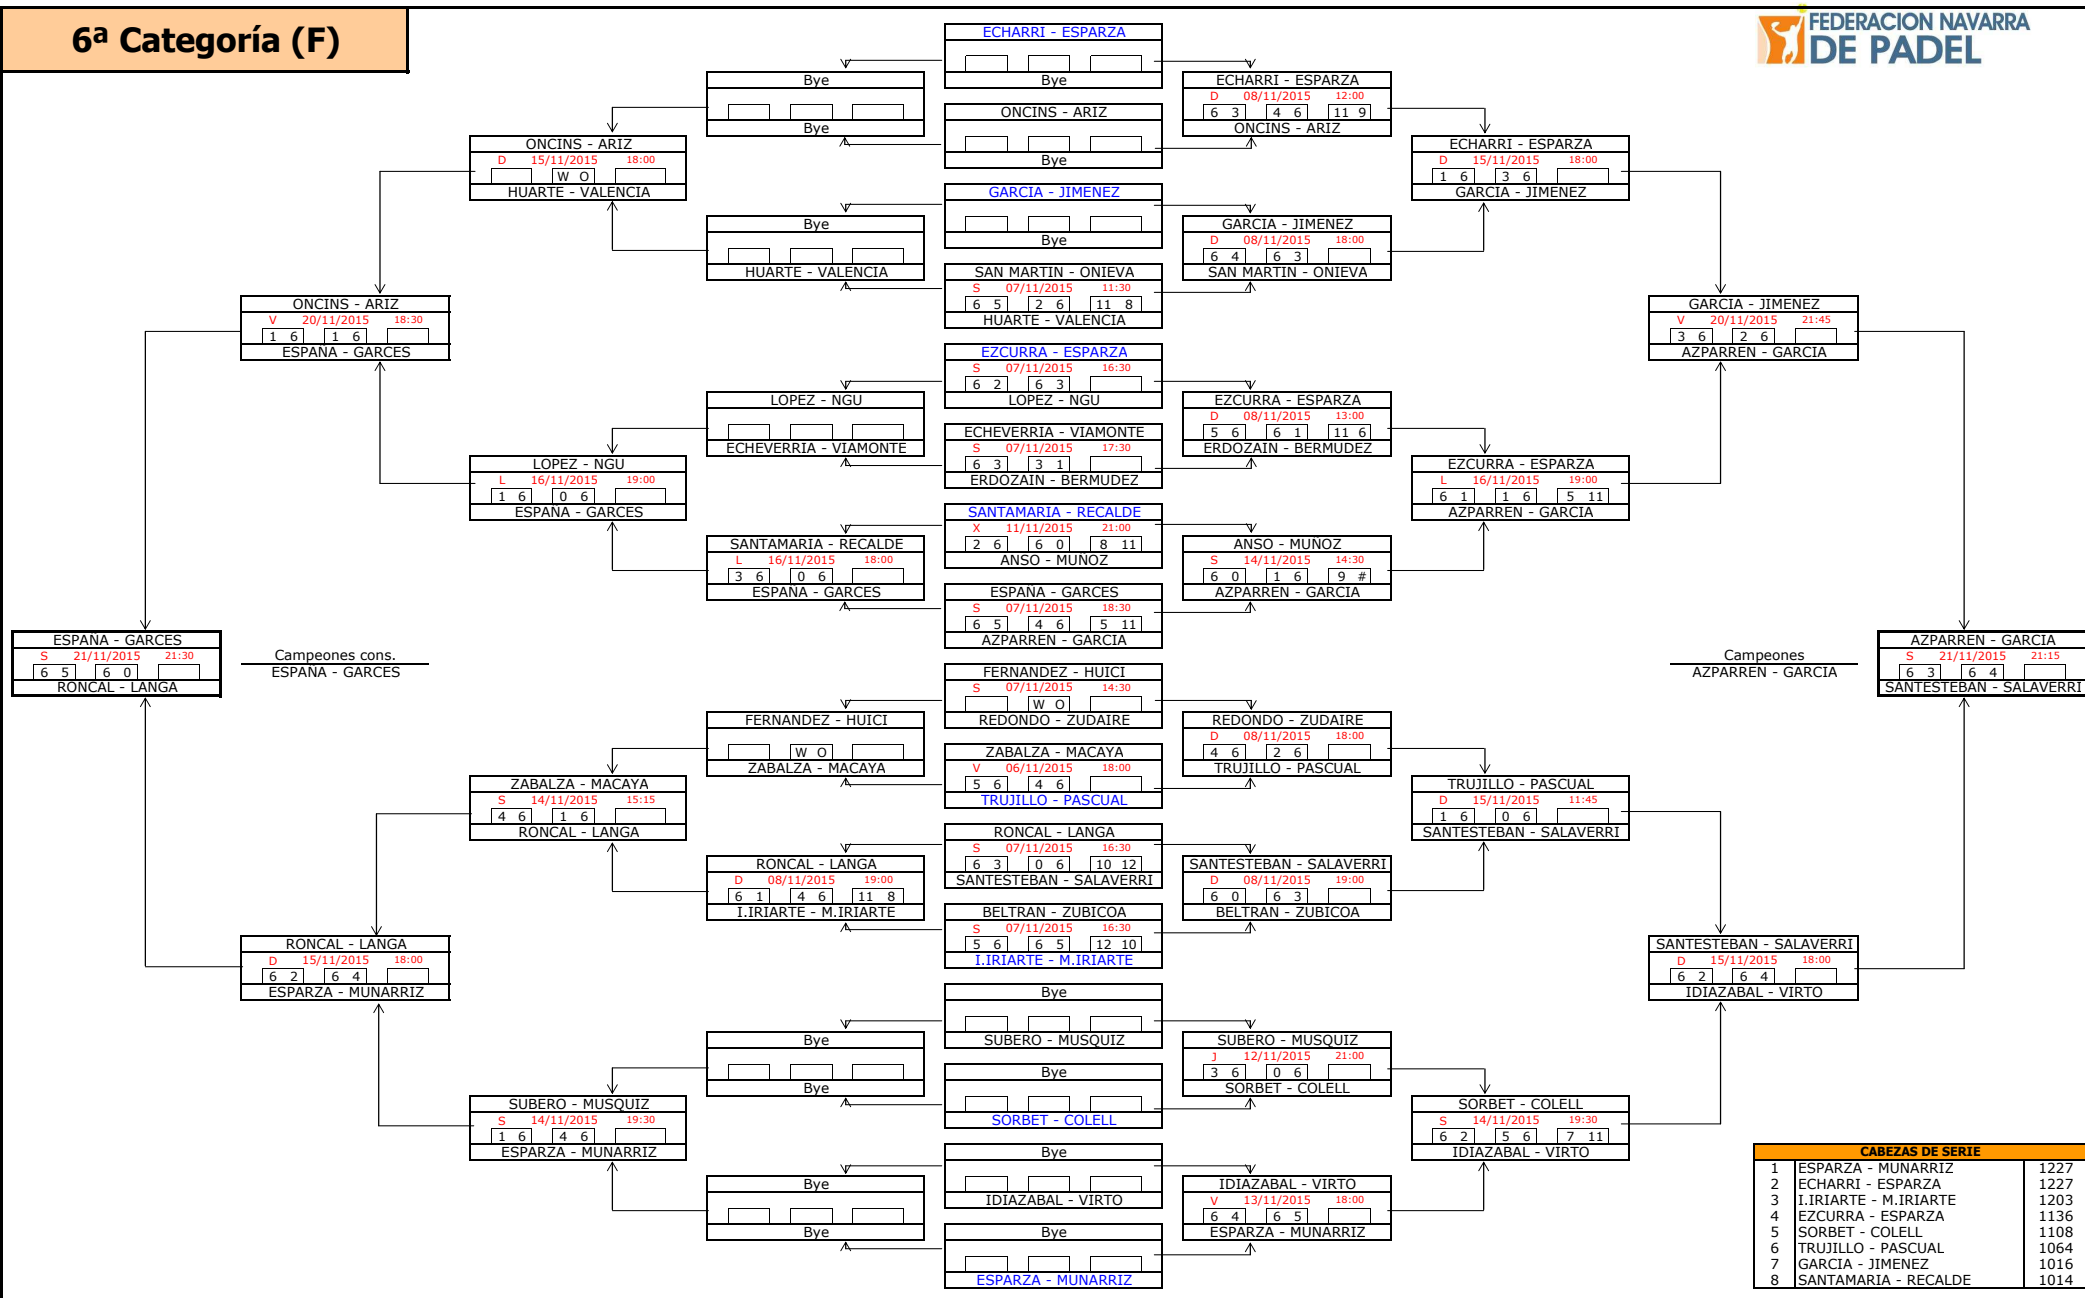 6ª Categoría (F)
FEDERACION NAVARRA
DE PADEL
ECHARRI - ESPARZA
Bye
ONCINS - ARIZ
Bye
GARCIA - JIMENEZ
Bye
SAN MARTIN - ONIEVA
S 07/11/2015 11:30
6 5 2 6 11 8
HUARTE - VALENCIA
EZCURRA - ESPARZA
S 07/11/2015 16:30
6 2 6 3
LOPEZ - NGU
ECHEVERRIA - VIAMONTE
S 07/11/2015 17:30
6 3 3 1
ERDOZAIN - BERMUDEZ
SANTAMARIA - RECALDE
X 11/11/2015 21:00
2 6 6 0 8 11
ANSO - MUÑOZ
ESPAÑA - GARCES
S 07/11/2015 18:30
6 5 4 6 5 11
AZPARREN - GARCIA
FERNANDEZ - HUICI
S 07/11/2015 14:30
W O
REDONDO - ZUDAIRE
ZABALZA - MACAYA
V 06/11/2015 18:00
5 6 4 6
TRUJILLO - PASCUAL
RONCAL - LANGA
S 07/11/2015 16:30
6 3 0 6 10 12
SANTESTEBAN - SALAVERRI
BELTRAN - ZUBICOA
S 07/11/2015 16:30
5 6 6 5 12 10
I.IRIARTE - M.IRIARTE
Bye
SUBERO - MUSQUIZ
Bye
SORBET - COLELL
Bye
IDIAZABAL - VIRTO
Bye
ESPARZA - MUNARRIZ
Bye
Bye
Bye
HUARTE - VALENCIA
LOPEZ - NGU
ECHEVERRIA - VIAMONTE
SANTAMARIA - RECALDE
L 16/11/2015 18:00
3 6 0 6
ESPAÑA - GARCES
FERNANDEZ - HUICI
W O
ZABALZA - MACAYA
RONCAL - LANGA
D 08/11/2015 19:00
6 1 4 6 11 8
I.IRIARTE - M.IRIARTE
Bye
Bye
Bye
Bye
ONCINS - ARIZ
D 15/11/2015 18:00
W O
HUARTE - VALENCIA
LOPEZ - NGU
L 16/11/2015 19:00
1 6 0 6
ESPAÑA - GARCES
ZABALZA - MACAYA
S 14/11/2015 15:15
4 6 1 6
RONCAL - LANGA
SUBERO - MUSQUIZ
S 14/11/2015 19:30
1 6 4 6
ESPARZA - MUNARRIZ
ONCINS - ARIZ
V 20/11/2015 18:30
1 6 1 6
ESPAÑA - GARCES
RONCAL - LANGA
D 15/11/2015 18:00
6 2 6 4
ESPARZA - MUNARRIZ
ESPAÑA - GARCES
S 21/11/2015 21:30
6 5 6 0
RONCAL - LANGA
Campeones cons.
ESPAÑA - GARCES
ECHARRI - ESPARZA
D 08/11/2015 12:00
6 3 4 6 11 9
ONCINS - ARIZ
GARCIA - JIMENEZ
D 08/11/2015 18:00
6 4 6 3
SAN MARTIN - ONIEVA
EZCURRA - ESPARZA
D 08/11/2015 13:00
5 6 6 1 11 6
ERDOZAIN - BERMUDEZ
ANSO - MUÑOZ
S 14/11/2015 14:30
6 0 1 6 9 #
AZPARREN - GARCIA
REDONDO - ZUDAIRE
D 08/11/2015 18:00
4 6 2 6
TRUJILLO - PASCUAL
SANTESTEBAN - SALAVERRI
D 08/11/2015 19:00
6 0 6 3
BELTRAN - ZUBICOA
SUBERO - MUSQUIZ
J 12/11/2015 21:00
3 6 0 6
SORBET - COLELL
IDIAZABAL - VIRTO
V 13/11/2015 18:00
6 4 6 5
ESPARZA - MUNARRIZ
ECHARRI - ESPARZA
D 15/11/2015 18:00
1 6 3 6
GARCIA - JIMENEZ
EZCURRA - ESPARZA
L 16/11/2015 19:00
6 1 1 6 5 11
AZPARREN - GARCIA
TRUJILLO - PASCUAL
D 15/11/2015 11:45
1 6 0 6
SANTESTEBAN - SALAVERRI
SORBET - COLELL
S 14/11/2015 19:30
6 2 5 6 7 11
IDIAZABAL - VIRTO
GARCIA - JIMENEZ
V 20/11/2015 21:45
3 6 2 6
AZPARREN - GARCIA
SANTESTEBAN - SALAVERRI
D 15/11/2015 18:00
6 2 6 4
IDIAZABAL - VIRTO
Campeones
AZPARREN - GARCIA
AZPARREN - GARCIA
S 21/11/2015 21:15
6 3 6 4
SANTESTEBAN - SALAVERRI
CABEZAS DE SERIE
1 ESPARZA - MUNARRIZ 1227
2 ECHARRI - ESPARZA 1227
3 I.IRIARTE - M.IRIARTE 1203
4 EZCURRA - ESPARZA 1136
5 SORBET - COLELL 1108
6 TRUJILLO - PASCUAL 1064
7 GARCIA - JIMENEZ 1016
8 SANTAMARIA - RECALDE 1014